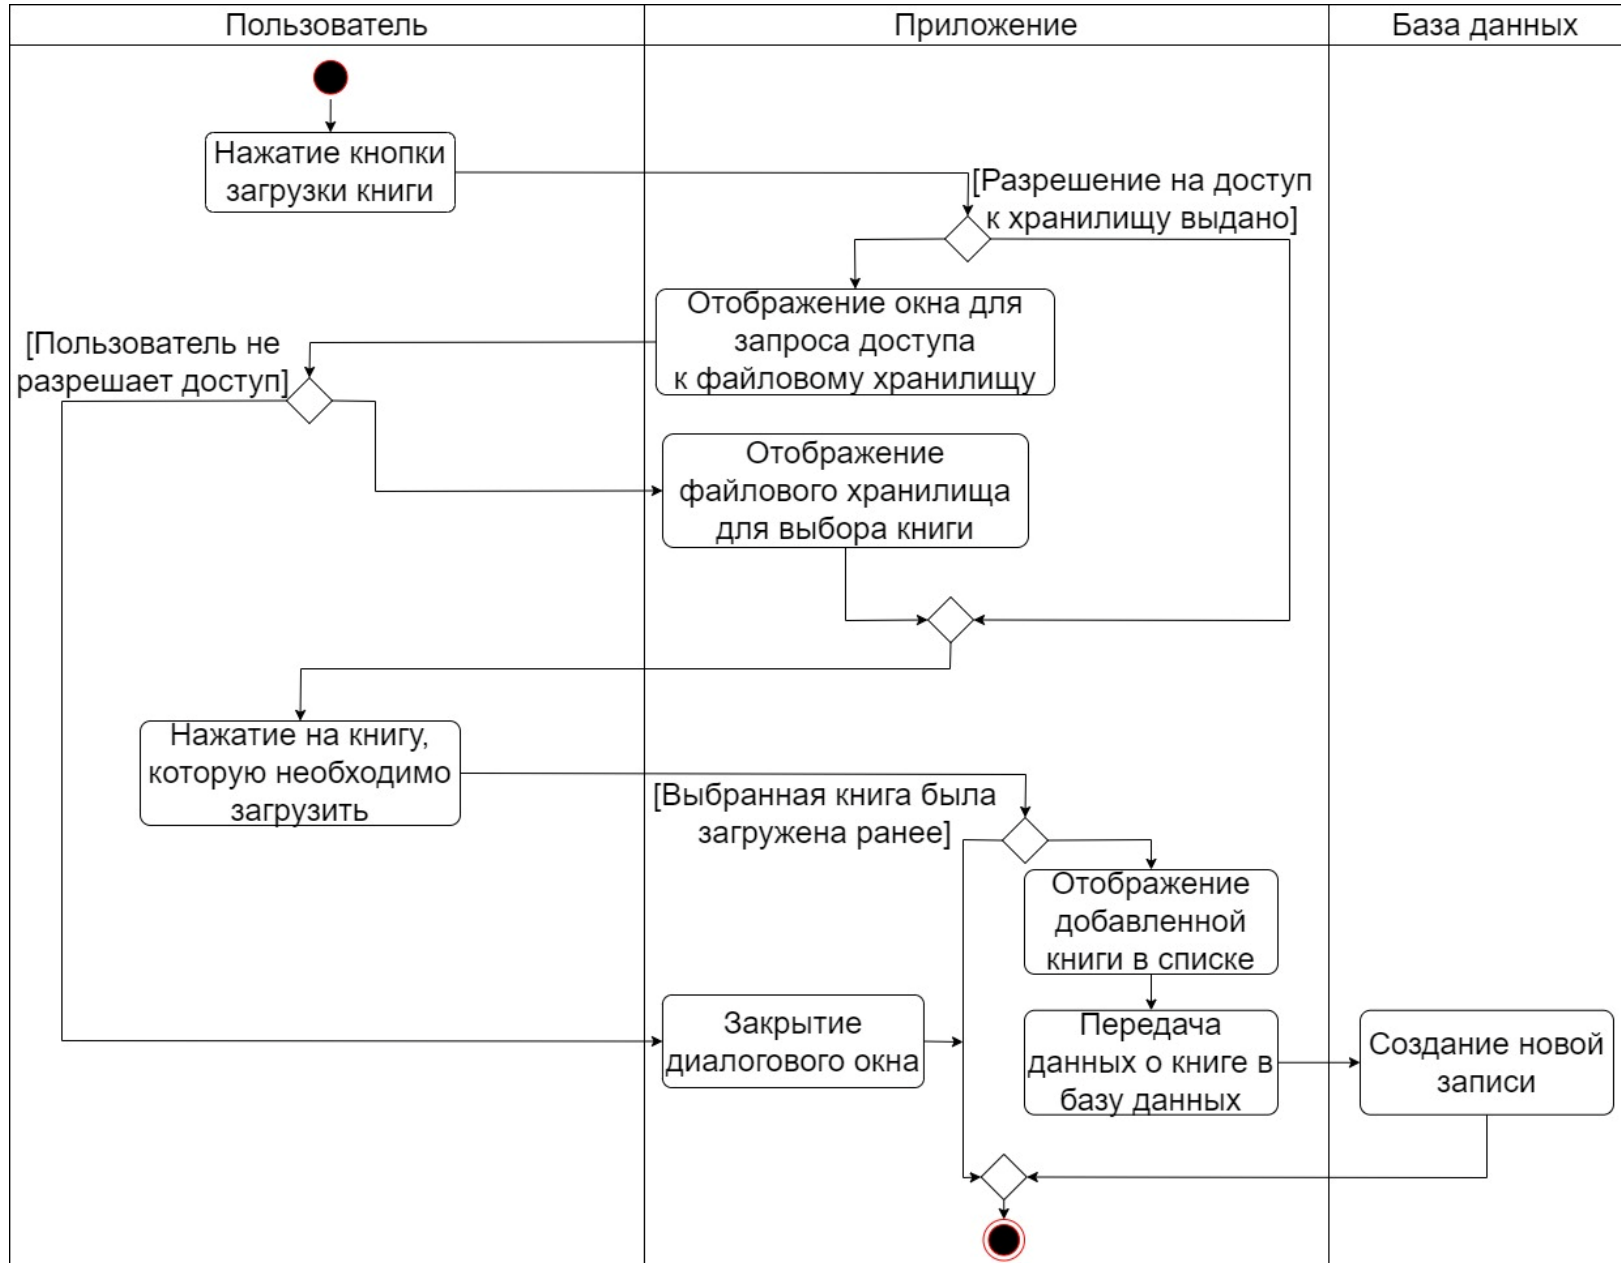 Пользователь
Приложение
База данных
Нажатие кнопки
загрузки книги
[Разрешение на доступ
к хранилищу выдано]
Отображение окна для
запроса доступа
к файловому хранилищу
[Пользователь не
разрешает доступ]
Отображение
файлового хранилища
для выбора книги
Нажатие на книгу,
которую необходимо
загрузить
[Выбранная книга была
загружена ранее]
Отображение
добавленной
книги в списке
Закрытие
диалогового окна
Передача
данных о книге в
базу данных
Создание новой
записи